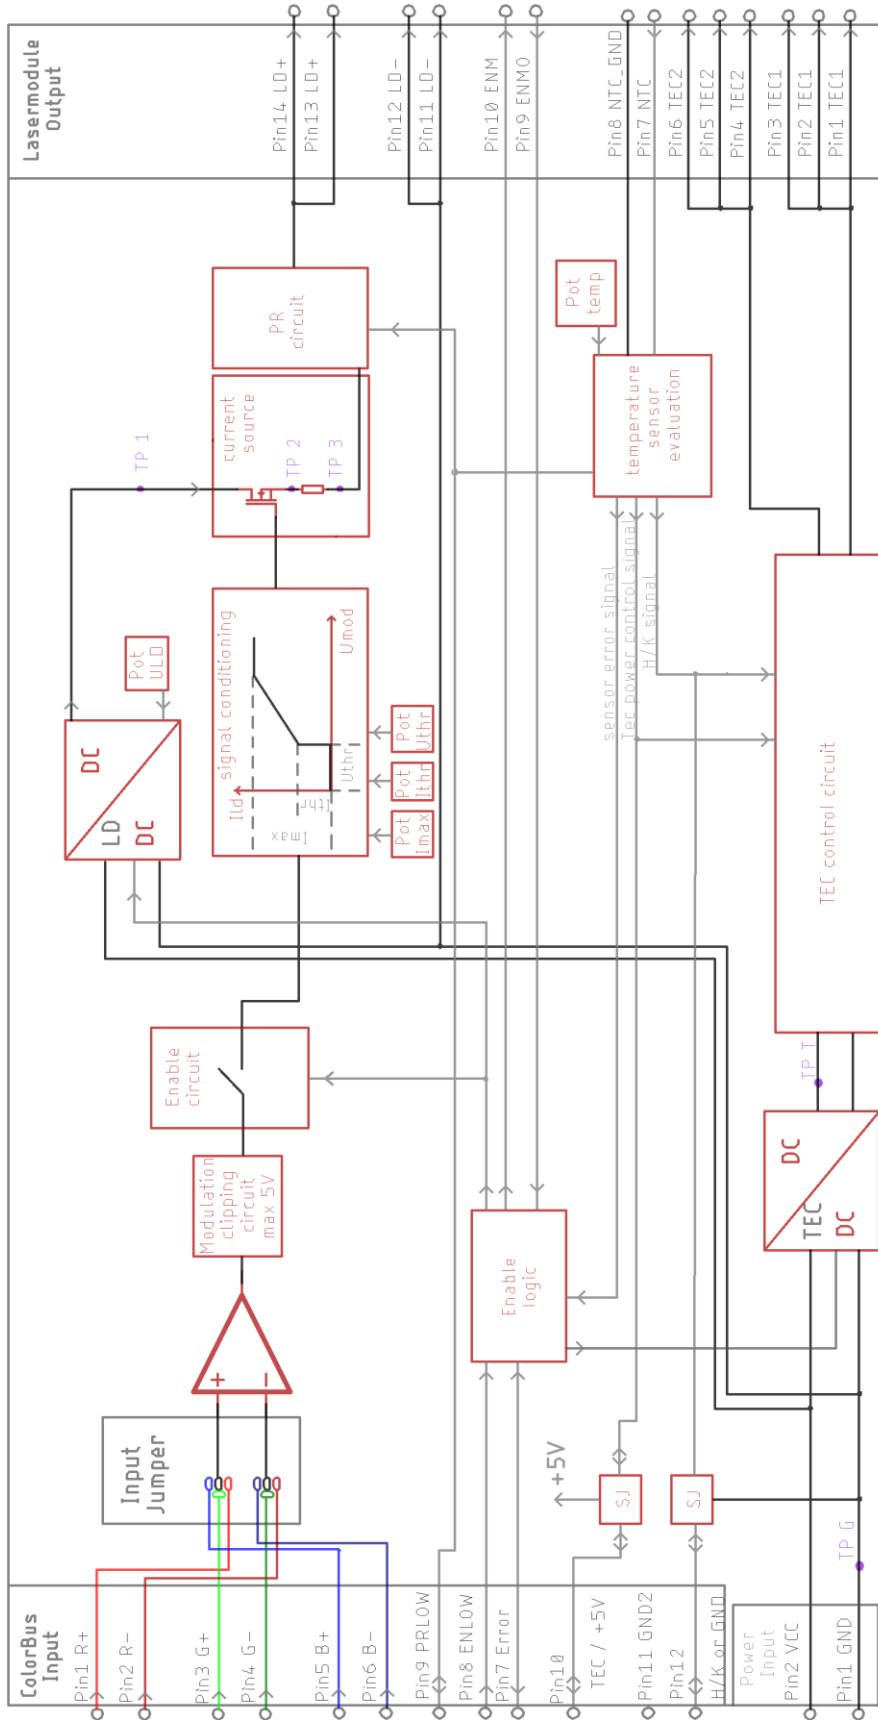 Lasermodule
Output
Pin14 LD+
Pin13 LD+
Pin12 LD-
Pin11 LD-
Pin10 ENM
Pin9 ENMO
Pin8 NTC_GND
Pin7 NTC
Pin6 TEC2
Pin5 TEC2
Pin4 TEC2
Pin3 TEC1
Pin2 TEC1
Pin1 TEC1
PR
circuit
Pot
temp
current
source
TP 1
TP 2
TP 3
temperature
sensor
evaluation
sensor error signal
Tec power control signal
H/K signal
Pot
ULD
DC
LD
DC
signal conditioning
Ild
Umod
Imax
Ithr
Uthr
Pot
Imax
Pot
Ithr
Pot
Uthr
TEC control circuit
Enable
circuit
TP T
Modulation
clipping
circuit
max 5V
DC
TEC
DC
Enable
logic
+
-
Input
Jumper
+5V
SJ
SJ
TP G
ColorBus
Input
Pin1 R+
Pin2 R-
Pin3 G+
Pin4 G-
Pin5 B+
Pin6 B-
Pin9 PRLOW
Pin8 ENLOW
Pin7 Error
Pin10
TEC / +5V
Pin11 GND2
Pin12
H/K or GND
Power
Input
Pin2 VCC
Pin1 GND